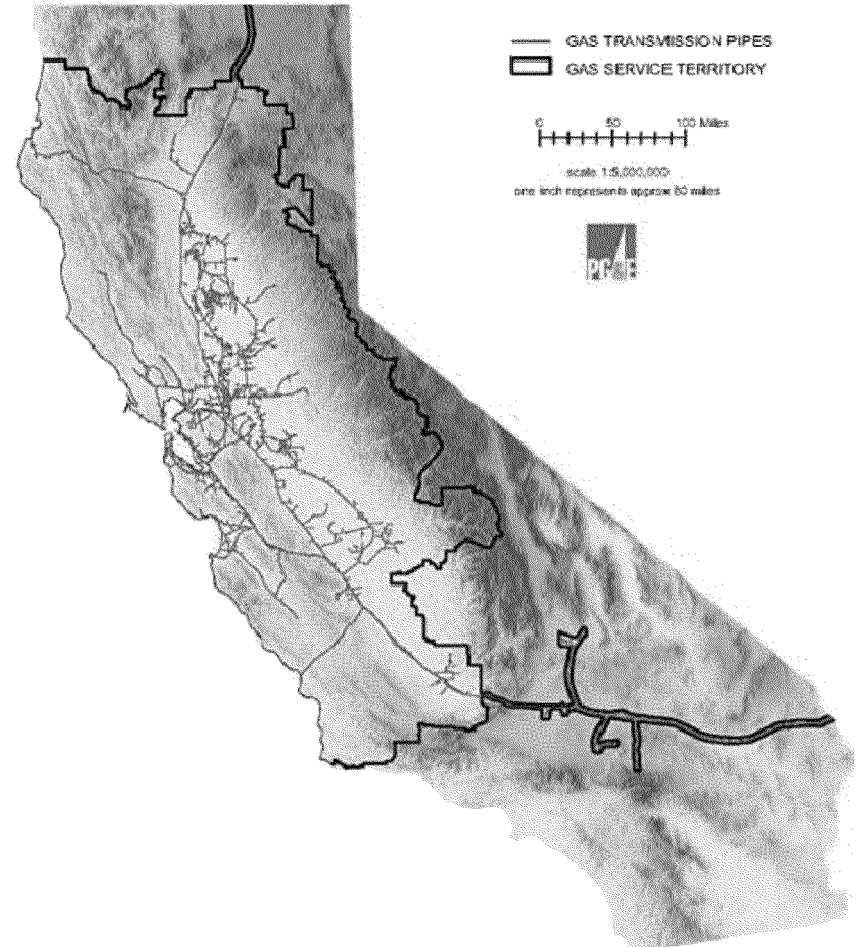 GAS TRANSMISSION PIPES
GAS SERVICE TERRITORY
0 50 100 Miles
scale 1:5,000,000
one inch represents approx 80 miles
PG&E